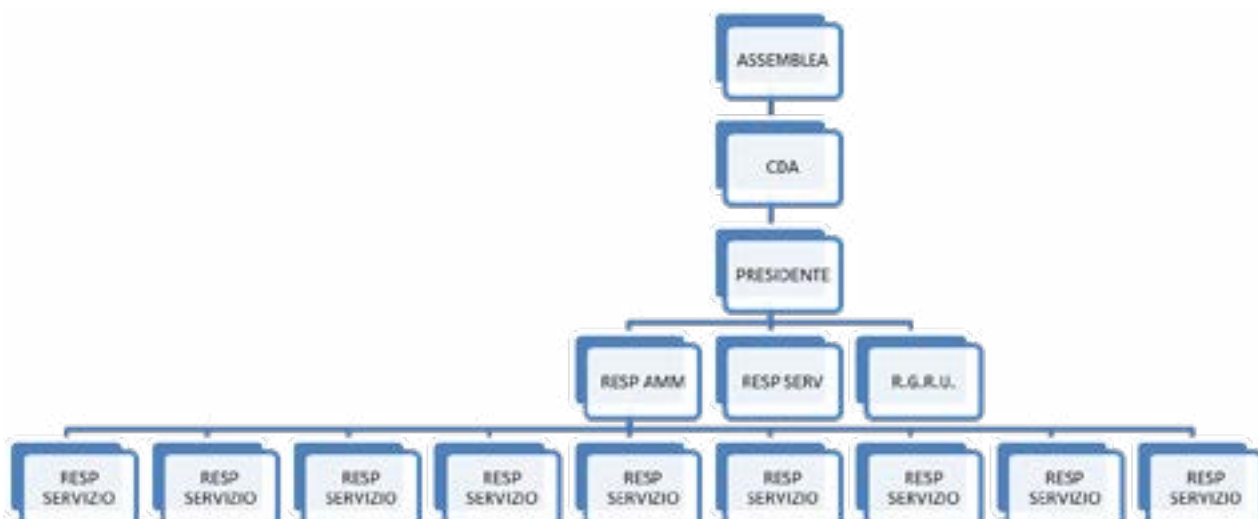 ASSEMBLEA
CDA
PRESIDENTE
RESP AMM
RESP SERV
R.G.R.U.
RESP
SERVIZIO
RESP
SERVIZIO
RESP
SERVIZIO
RESP
SERVIZIO
RESP
SERVIZIO
RESP
SERVIZIO
RESP
SERVIZIO
RESP
SERVIZIO
RESP
SERVIZIO